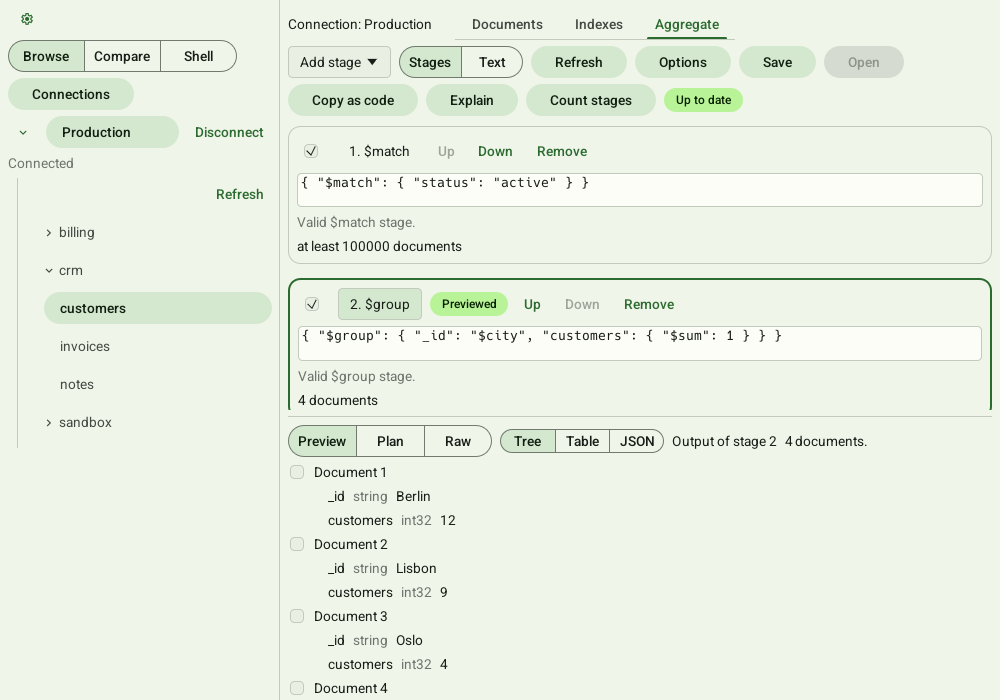 Browse Compare Shell
Connections
Production Disconnect
Connected
Refresh
billing
crm
customers
invoices
notes
sandbox
Connection: Production Documents Indexes Aggregate
Add stage Stages Text Refresh Options Save Open
Copy as code Explain Count stages Up to date
1. $match Up Down Remove
{ "$match": { "status": "active" } }
Valid $match stage.
at least 100000 documents
2. $group Previewed Up Down Remove
{ "$group": { "_id": "$city", "customers": { "$sum": 1 } } }
Valid $group stage.
4 documents
Preview Plan Raw Tree Table JSON Output of stage 2 4 documents.
Document 1
_id string Berlin
customers int32 12
Document 2
_id string Lisbon
customers int32 9
Document 3
_id string Oslo
customers int32 4
Document 4